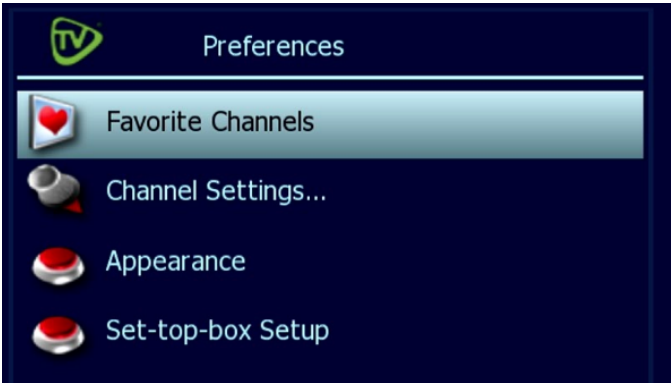 TV
Preferences
Favorite Channels
Channel Settings...
Appearance
Set-top-box Setup